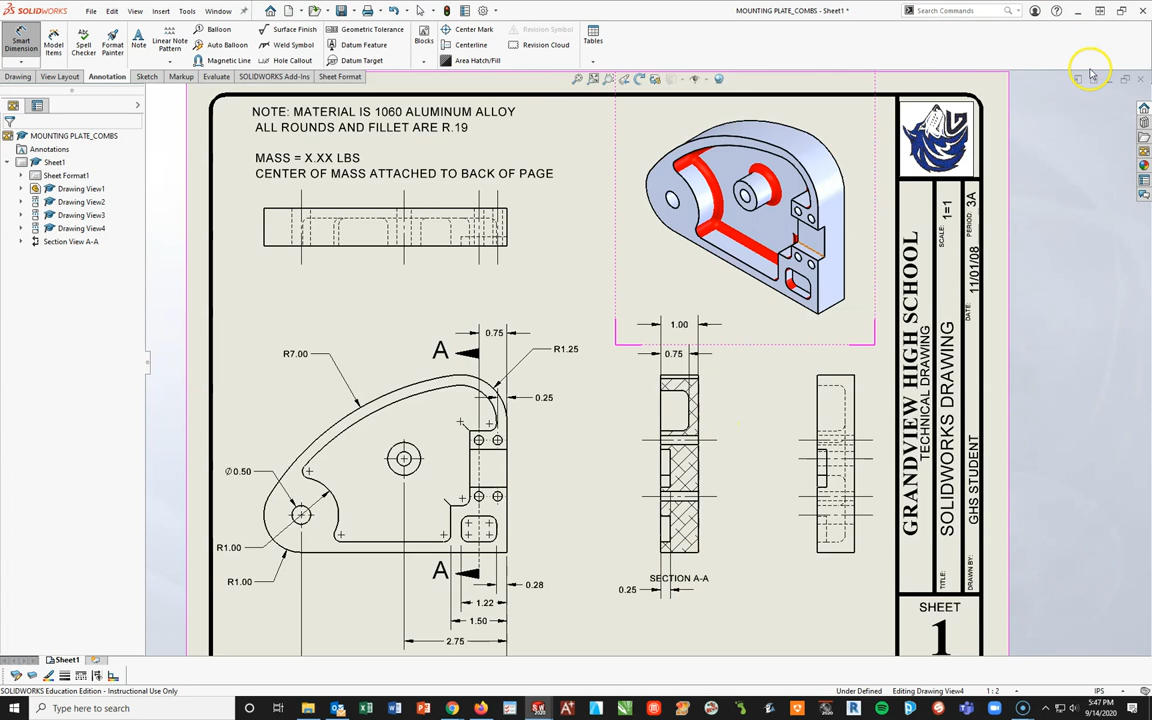 SOLIDWORKS
File
Edit
View
Insert
Tools
Window
MOUNTING PLATE_COMBS - Sheet1 *
Search Commands
Smart
Dimension
Model
Items
Spell
Checker
Format
Painter
Note
Linear Note
Pattern
Balloon
Auto Balloon
Magnetic Line
Surface Finish
Weld Symbol
Hole Callout
Geometric Tolerance
Datum Feature
Datum Target
Blocks
Center Mark
Centerline
Area Hatch/Fill
Revision Symbol
Revision Cloud
Tables
Drawing
View Layout
Annotation
Sketch
Markup
Evaluate
SOLIDWORKS Add-Ins
Sheet Format
MOUNTING PLATE_COMBS
Annotations
Sheet1
Sheet Format1
Drawing View1
Drawing View2
Drawing View3
Drawing View4
Section View A-A
NOTE: MATERIAL IS 1060 ALUMINUM ALLOY
ALL ROUNDS AND FILLET ARE R.19
MASS = X.XX LBS
CENTER OF MASS ATTACHED TO BACK OF PAGE
0.75
A
R7.00
R1.25
0.25
Ø0.50
R1.00
R1.00
A
0.28
1.22
1.50
2.75
1.00
0.75
SECTION A-A
0.25
GRANDVIEW HIGH SCHOOL
TECHNICAL DRAWING
SCALE: 1=1
TITLE: SOLIDWORKS DRAWING
PERIOD: 3A
DATE: 11/01/08
DRAWN BY: GHS STUDENT
SHEET
1
Sheet1
SOLIDWORKS Education Edition - Instructional Use Only
Under Defined
Editing Drawing View4
1 : 2
IPS
Type here to search
5:47 PM
9/14/2020